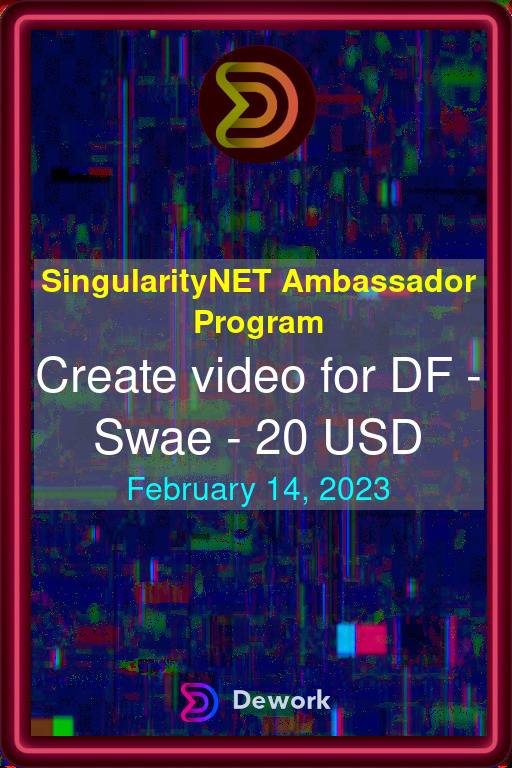 SingularityNET Ambassador
Program
Create video for DF -
Swae - 20 USD
February 14, 2023
Dework